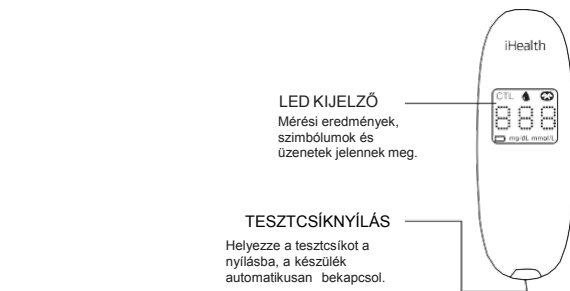 iHealth
LED KIJELZŐ
Mérési eredmények,
szimbólumok és
üzenetek jelennek meg.
CTL
888
mg/dL mmol/L
TESZTCSÍKNYÍLÁS
Helyezze a tesztcsíkot a
nyílásba, a készülék
automatikusan bekapcsol.